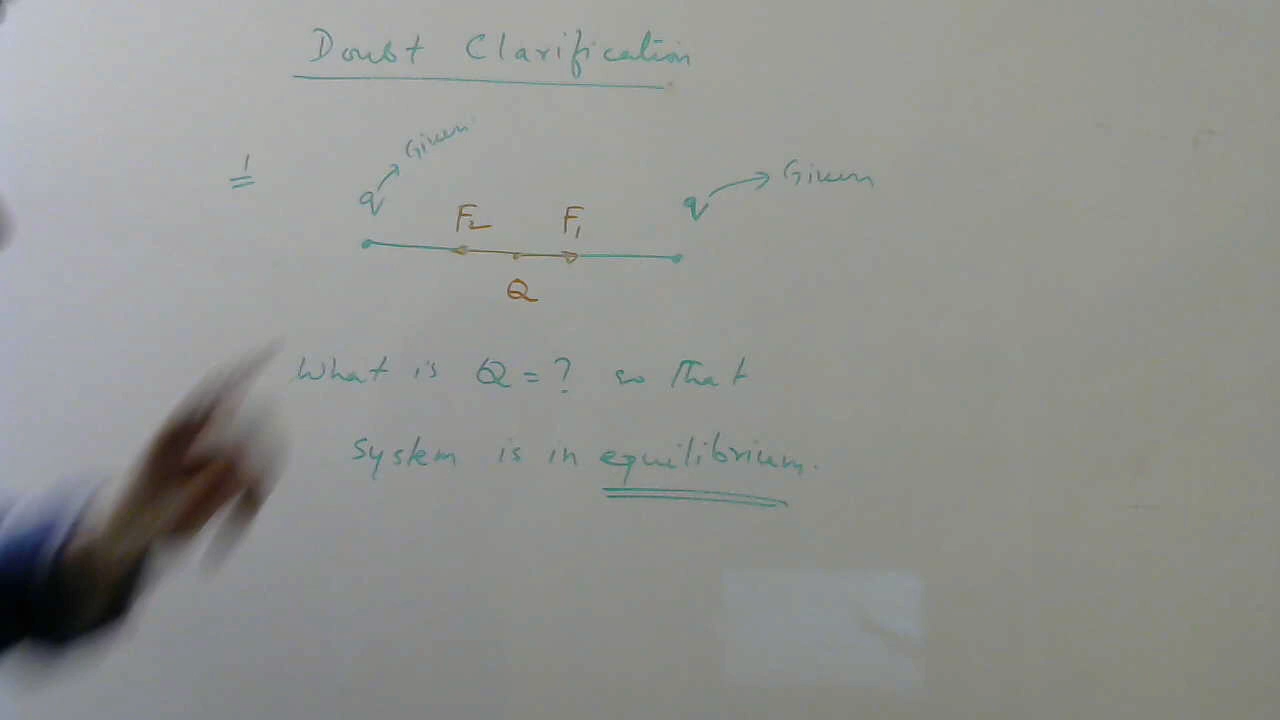 Doubt Clarification
1
q Given
q Given
F2 F1
Q
What is Q = ? so that
system is in equilibrium.